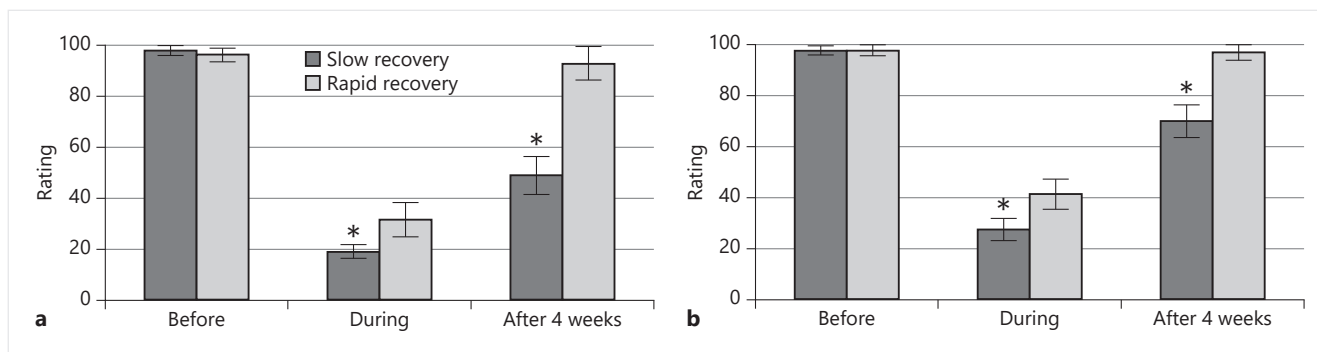 100
80
60
40
20
0
Rating
Slow recovery
Rapid recovery
*
*
Before
During
After 4 weeks
a
100
80
60
40
20
0
Rating
*
*
Before
During
After 4 weeks
b